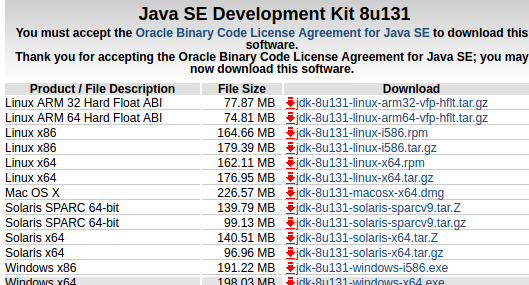 Java SE Development Kit 8u131
You must accept the Oracle Binary Code License Agreement for Java SE to download this
software.
Thank you for accepting the Oracle Binary Code License Agreement for Java SE; you may
now download this software.
Product / File Description File Size Download
Linux ARM 32 Hard Float ABI 77.87 MB jdk-8u131-linux-arm32-vfp-hflt.tar.gz
Linux ARM 64 Hard Float ABI 74.81 MB jdk-8u131-linux-arm64-vfp-hflt.tar.gz
Linux x86 164.66 MB jdk-8u131-linux-i586.rpm
Linux x86 179.39 MB jdk-8u131-linux-i586.tar.gz
Linux x64 162.11 MB jdk-8u131-linux-x64.rpm
Linux x64 176.95 MB jdk-8u131-linux-x64.tar.gz
Mac OS X 226.57 MB jdk-8u131-macosx-x64.dmg
Solaris SPARC 64-bit 139.79 MB jdk-8u131-solaris-sparcv9.tar.Z
Solaris SPARC 64-bit 99.13 MB jdk-8u131-solaris-sparcv9.tar.gz
Solaris x64 140.51 MB jdk-8u131-solaris-x64.tar.Z
Solaris x64 96.96 MB jdk-8u131-solaris-x64.tar.gz
Windows x86 191.22 MB jdk-8u131-windows-i586.exe
Windows x64 198.03 MB jdk-8u131-windows-x64.exe